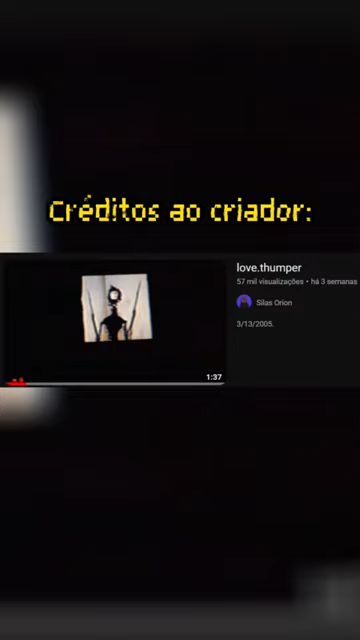 Créditos ao criador:
love.thumper
57 mil visualizações • há 3 semanas
Silas Orion
3/13/2005.
1:37